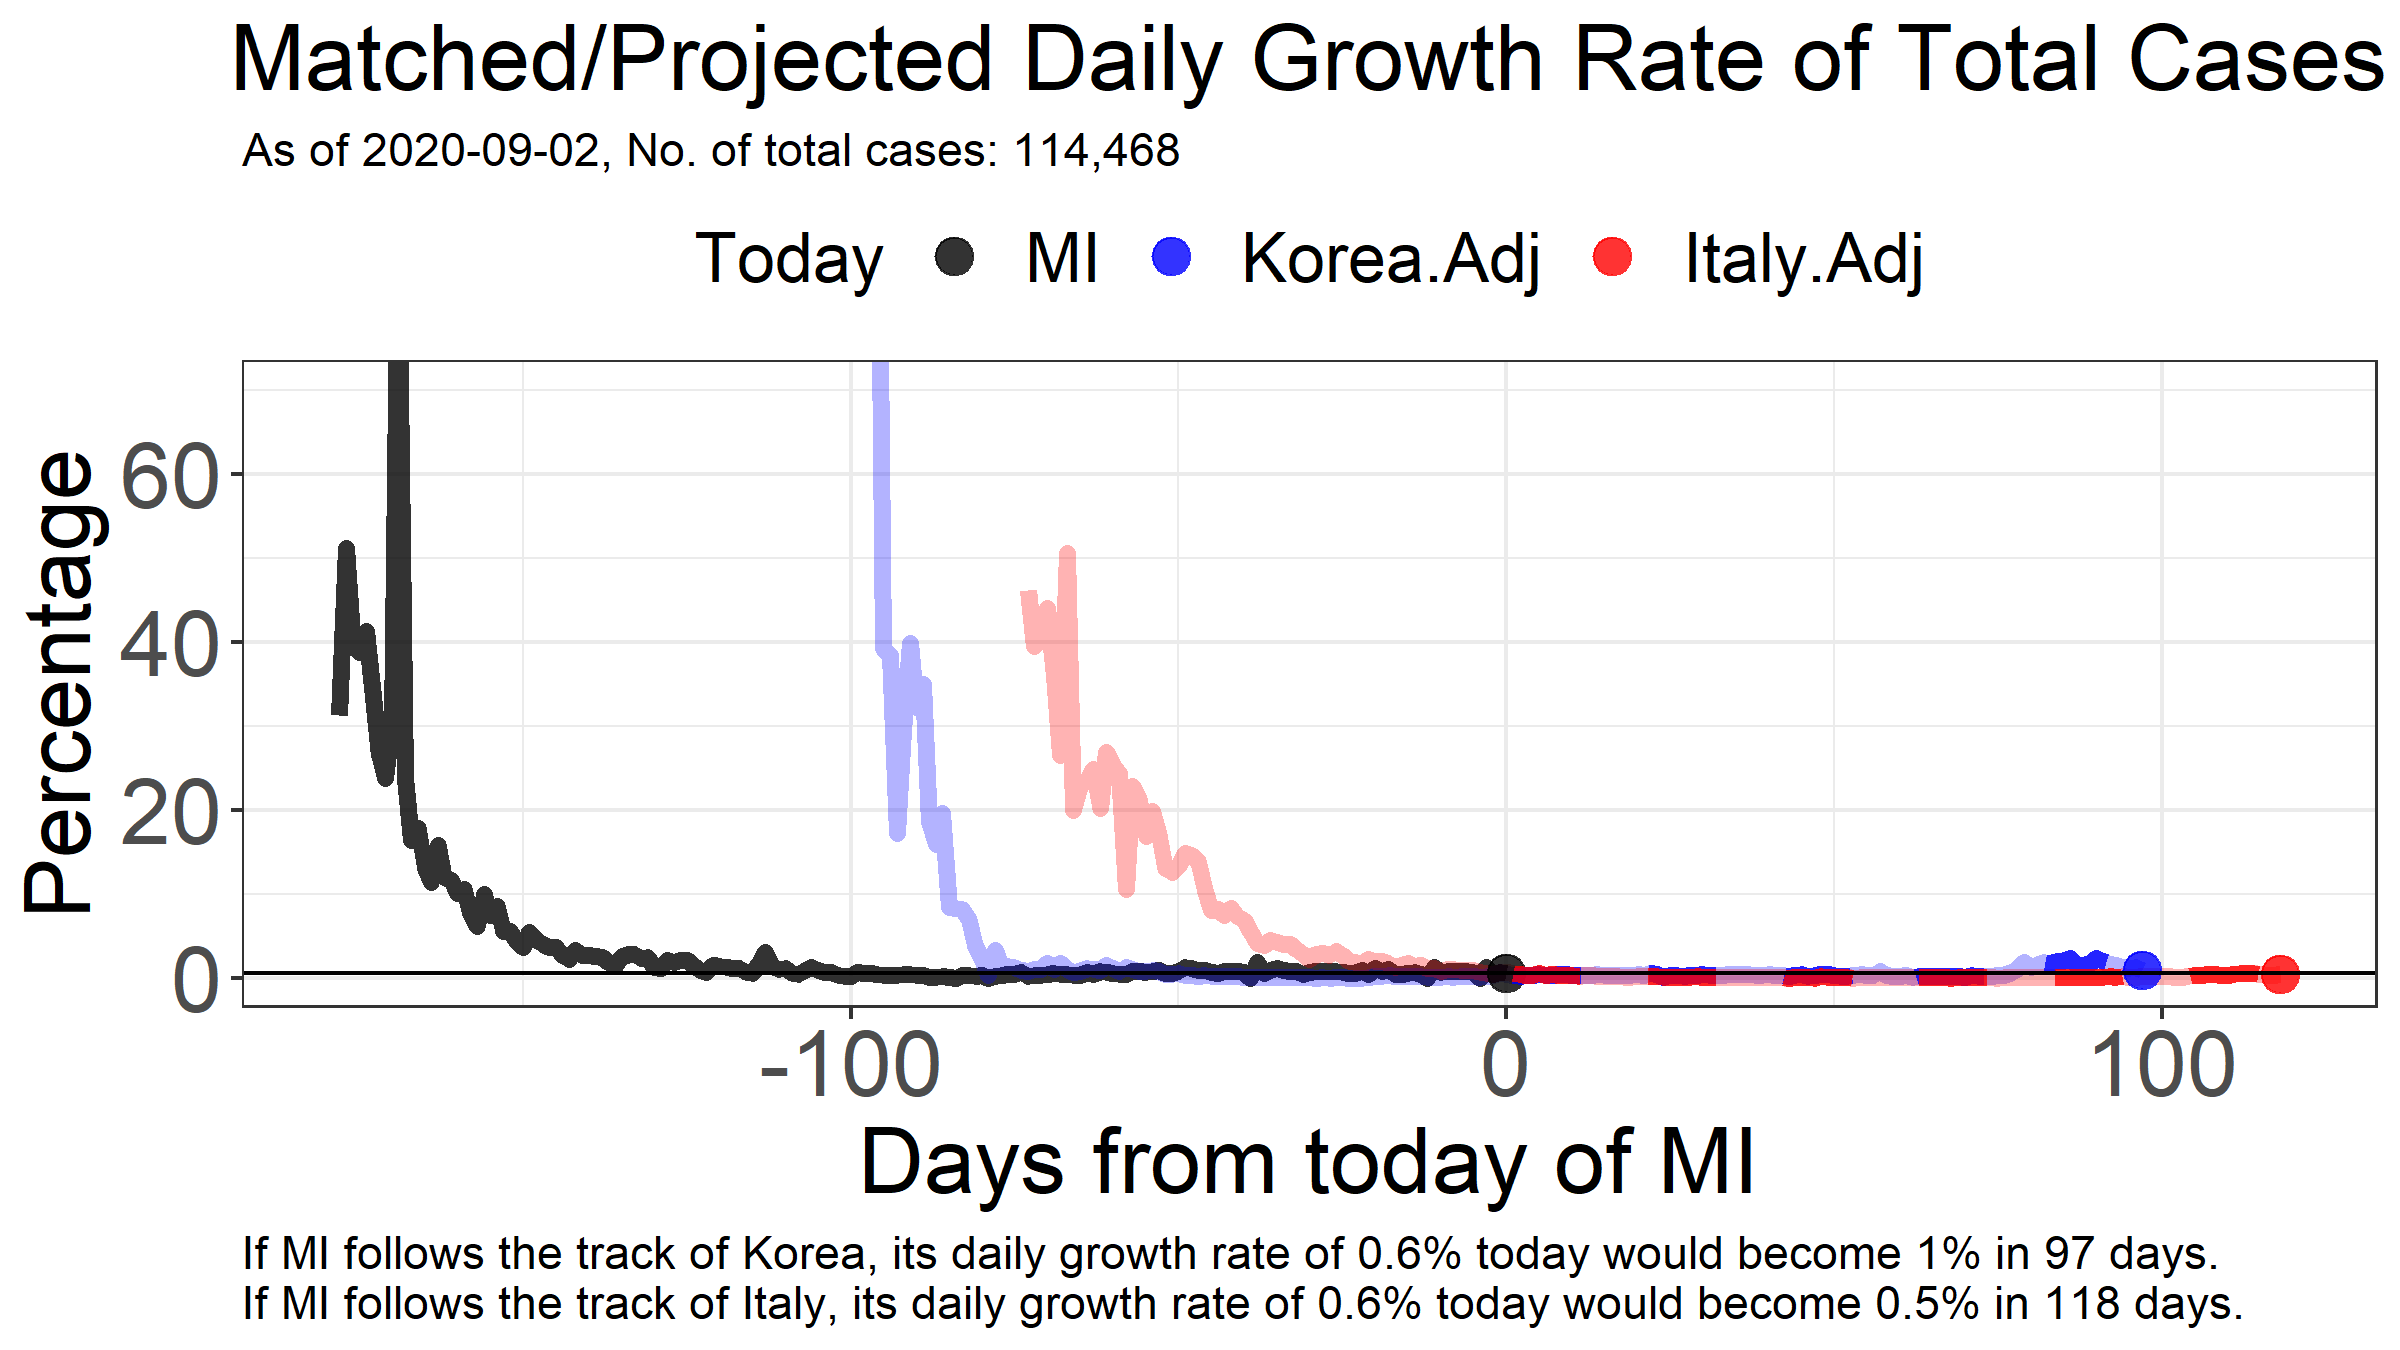 Matched/Projected Daily Growth Rate of Total Cases
As of 2020-09-02, No. of total cases: 114,468
Today MI Korea.Adj Italy.Adj
Percentage
60
40
20
0
-100 0 100
Days from today of MI
If MI follows the track of Korea, its daily growth rate of 0.6% today would become 1% in 97 days.
If MI follows the track of Italy, its daily growth rate of 0.6% today would become 0.5% in 118 days.